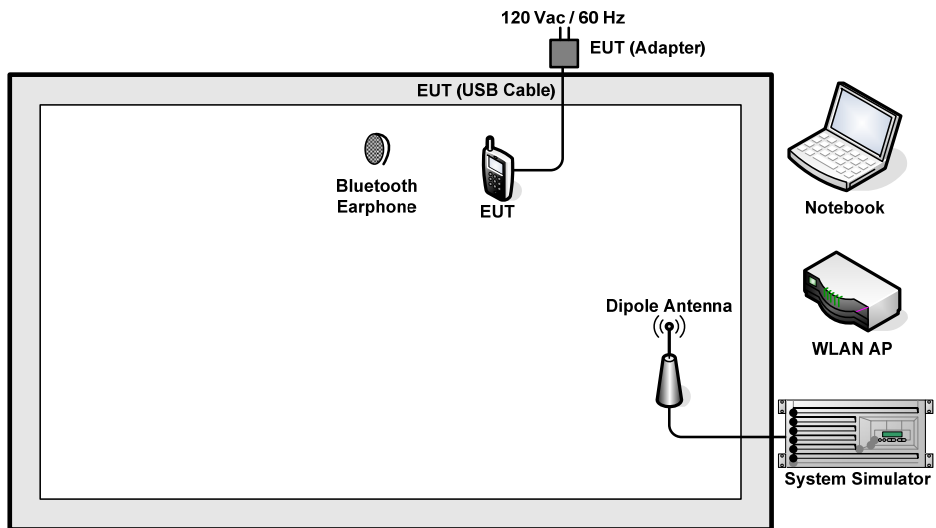 120 Vac / 60 Hz
EUT (Adapter)
EUT (USB Cable)
Bluetooth
Earphone
EUT
Notebook
Dipole Antenna
WLAN AP
System Simulator